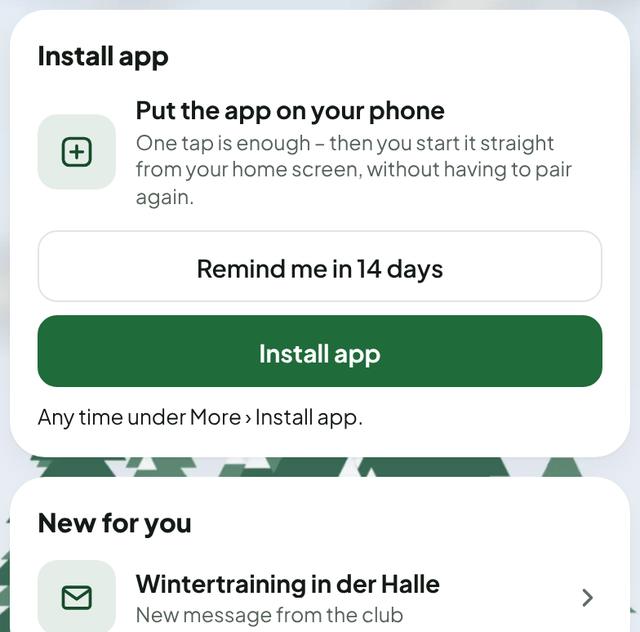 Install app
Put the app on your phone
One tap is enough – then you start it straight
from your home screen, without having to pair
again.
Remind me in 14 days
Install app
Any time under More › Install app.
New for you
Wintertraining in der Halle
New message from the club